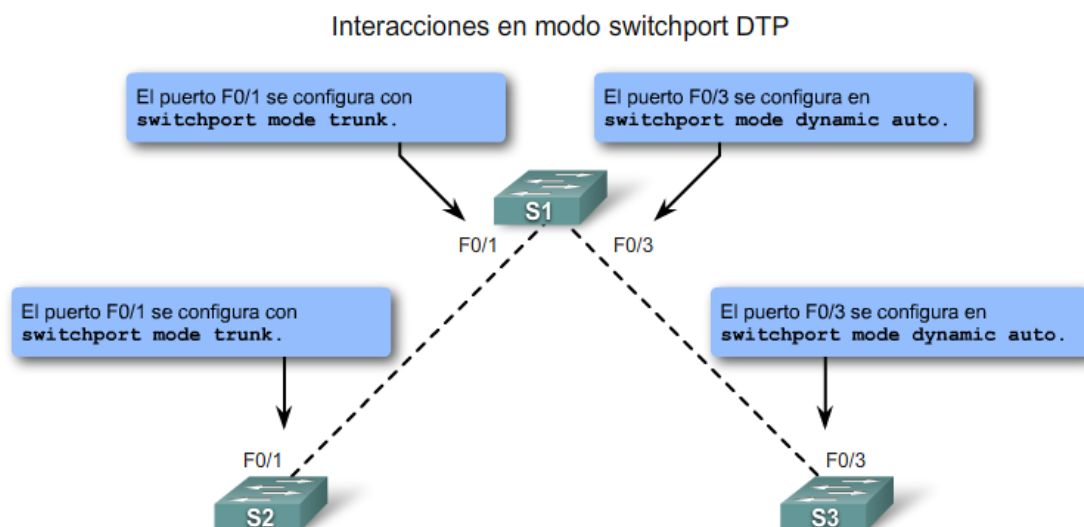 Interacciones en modo switchport DTP
El puerto F0/1 se configura con
switchport mode trunk.
El puerto F0/3 se configura en
switchport mode dynamic auto.
S1
F0/1
F0/3
El puerto F0/1 se configura con
switchport mode trunk.
El puerto F0/3 se configura en
switchport mode dynamic auto.
F0/1
F0/3
S2
S3